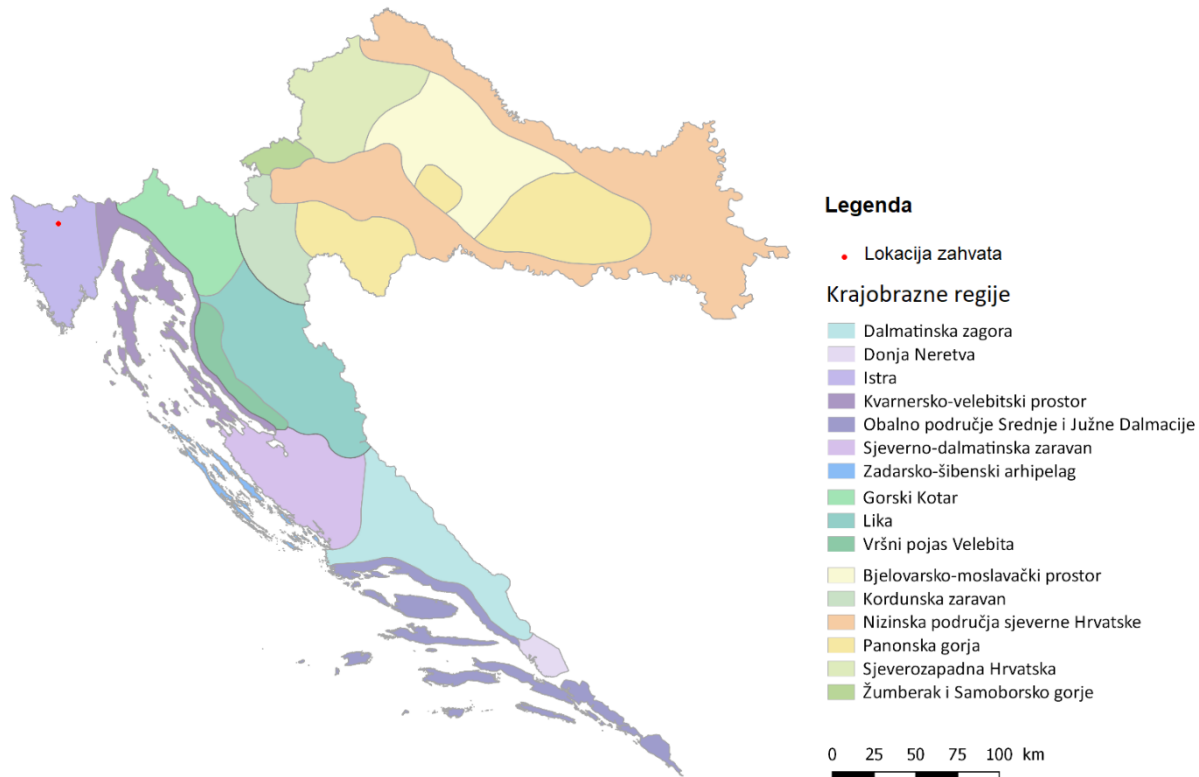 Legenda
Lokacija zahvata
Krajobrazne regije
Dalmatinska zagora
Donja Neretva
Istra
Kvarnersko-velebitski prostor
Obalno područje Srednje i Južne Dalmacije
Sjeverno-dalmatinska zaravan
Zadarsko-šibenski arhipelag
Gorski Kotar
Lika
Vršni pojas Velebita
Bjelovarsko-moslavački prostor
Kordunska zaravan
Nizinska područja sjeverne Hrvatske
Panonska gorja
Sjeverozapadna Hrvatska
Žumberak i Samoborsko gorje
0 25 50 75 100 km